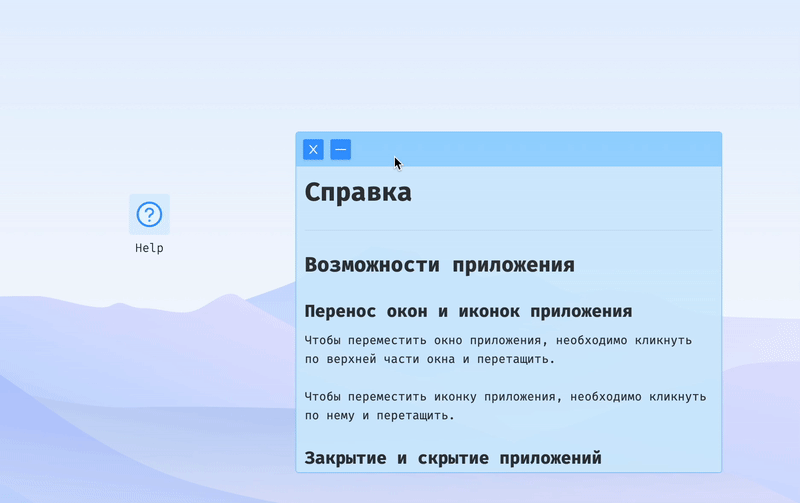 Справка
Возможности приложения
Перенос окон и иконок приложения
Чтобы переместить окно приложения, необходимо кликнуть
по верхней части окна и перетащить.
Чтобы переместить иконку приложения, необходимо кликнуть
по нему и перетащить.
Закрытие и скрытие приложений
Help